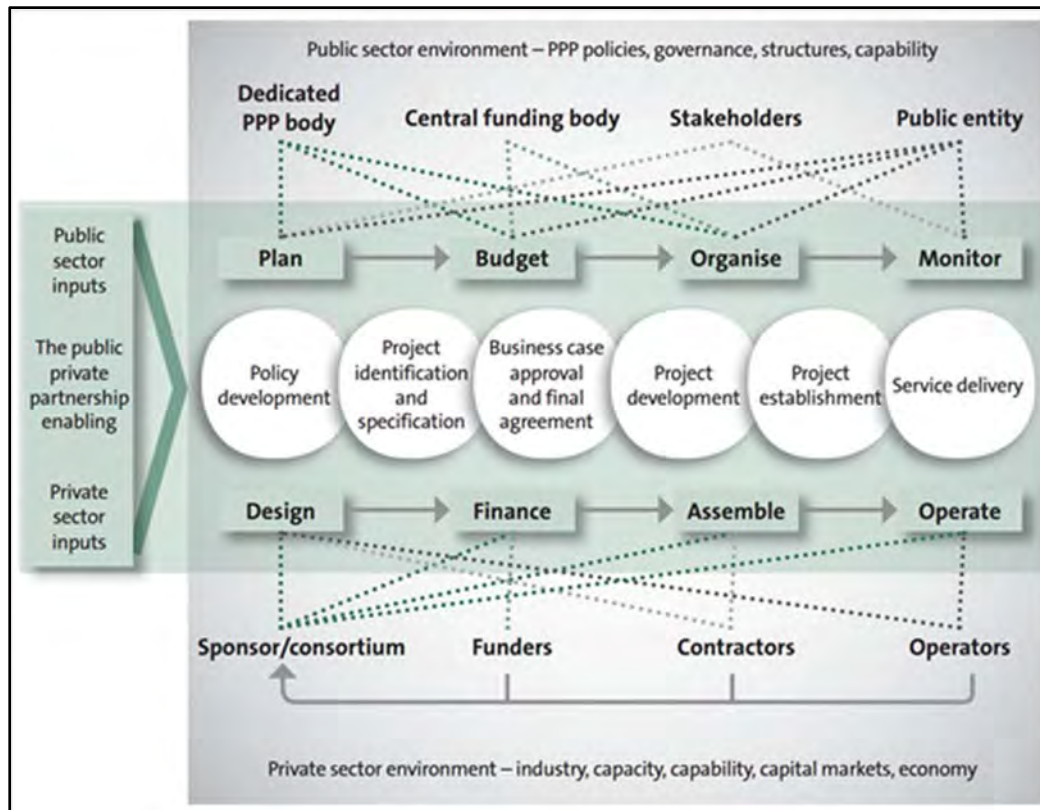 Public sector environment – PPP policies, governance, structures, capability
Dedicated
PPP body
Central funding body
Stakeholders
Public entity
Public
sector
inputs
Plan
Budget
Organise
Monitor
The public
private
partnership
enabling
Policy
development
Project
identification
and
specification
Business case
approval
and final
agreement
Project
development
Project
establishment
Service delivery
Private
sector
inputs
Design
Finance
Assemble
Operate
Sponsor/consortium
Funders
Contractors
Operators
Private sector environment – industry, capacity, capability, capital markets, economy